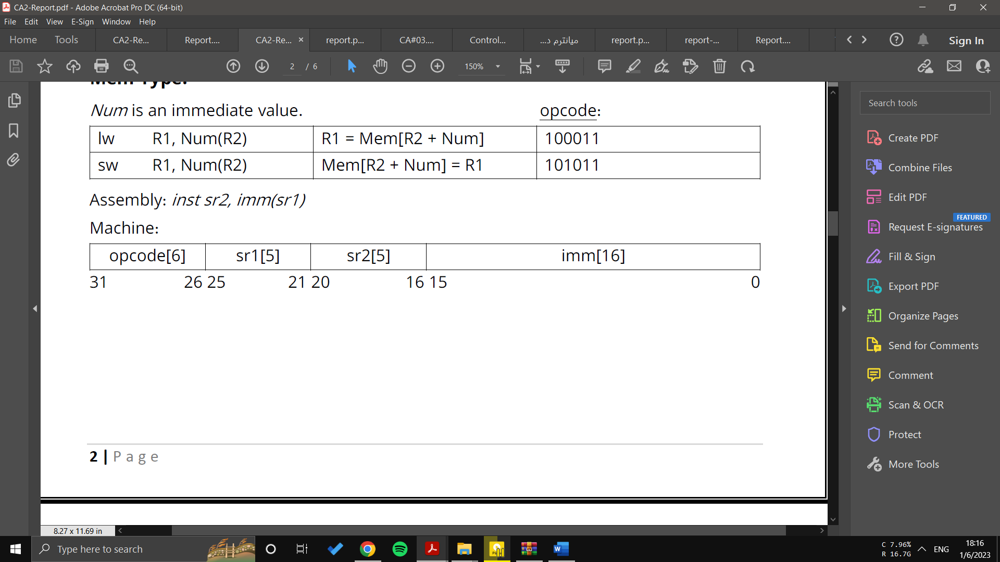 CA2-Report.pdf - Adobe Acrobat Pro DC (64-bit)
File Edit View E-Sign Window Help
Home Tools CA2-Re... Report.... CA2-Re... report.p... CA#03.... Control... میانترم د... report.p... report-... Report.... Sign In
2 / 6 150%
Mem Type:
Num is an immediate value. opcode:
lw R1, Num(R2) R1 = Mem[R2 + Num] 100011
sw R1, Num(R2) Mem[R2 + Num] = R1 101011
Assembly: inst sr2, imm(sr1)
Machine:
opcode[6] sr1[5] sr2[5] imm[16]
31 26 25 21 20 16 15 0
2 | Page
8.27 x 11.69 in
Search tools
Create PDF
Combine Files
Edit PDF
FEATURED
Request E-signatures
Fill & Sign
Export PDF
Organize Pages
Send for Comments
Comment
Scan & OCR
Protect
More Tools
Type here to search
C 7.96%
R 16.7G
ENG
18:16
1/6/2023